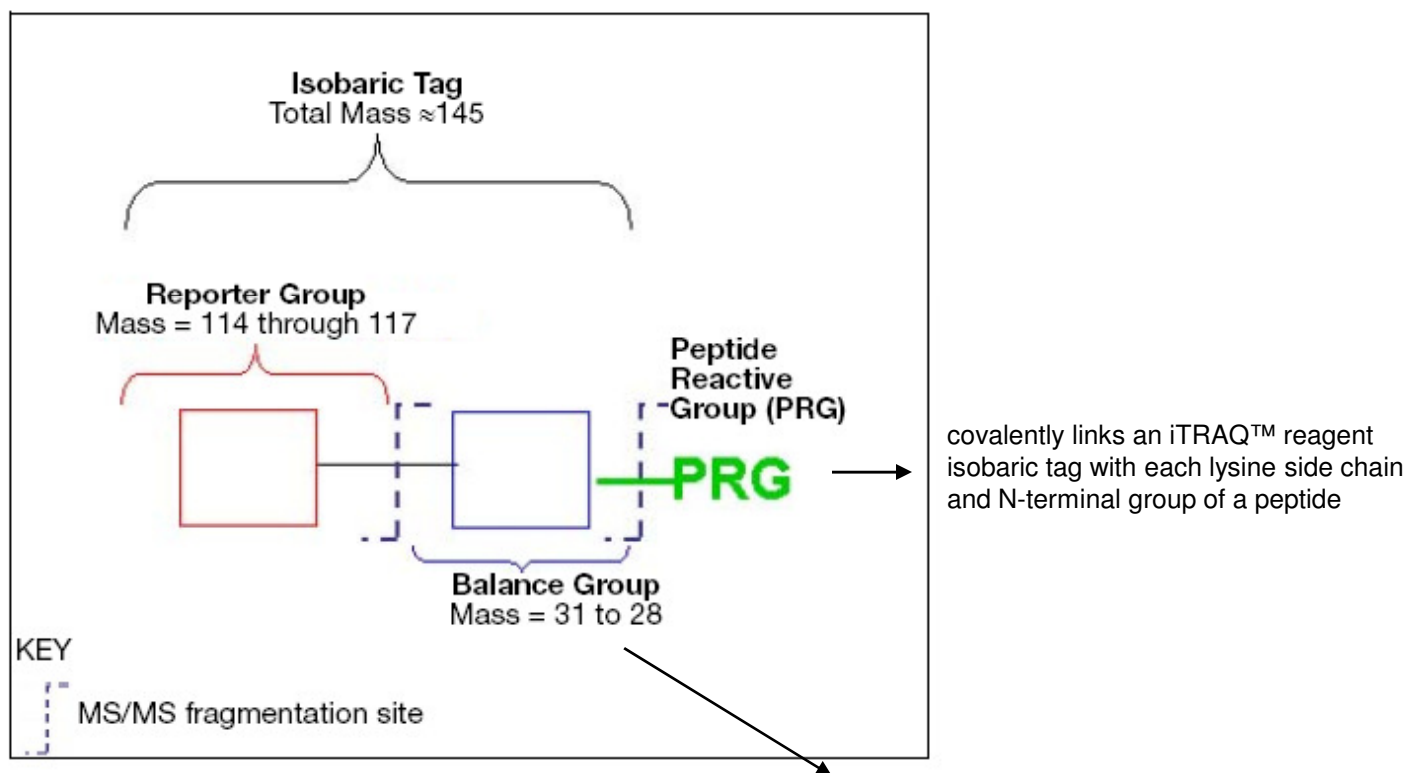 Isobaric Tag
Total Mass ≈145
Reporter Group
Mass = 114 through 117
Peptide
Reactive
Group (PRG)
PRG
covalently links an iTRAQ™ reagent
isobaric tag with each lysine side chain
and N-terminal group of a peptide
Balance Group
Mass = 31 to 28
KEY
MS/MS fragmentation site